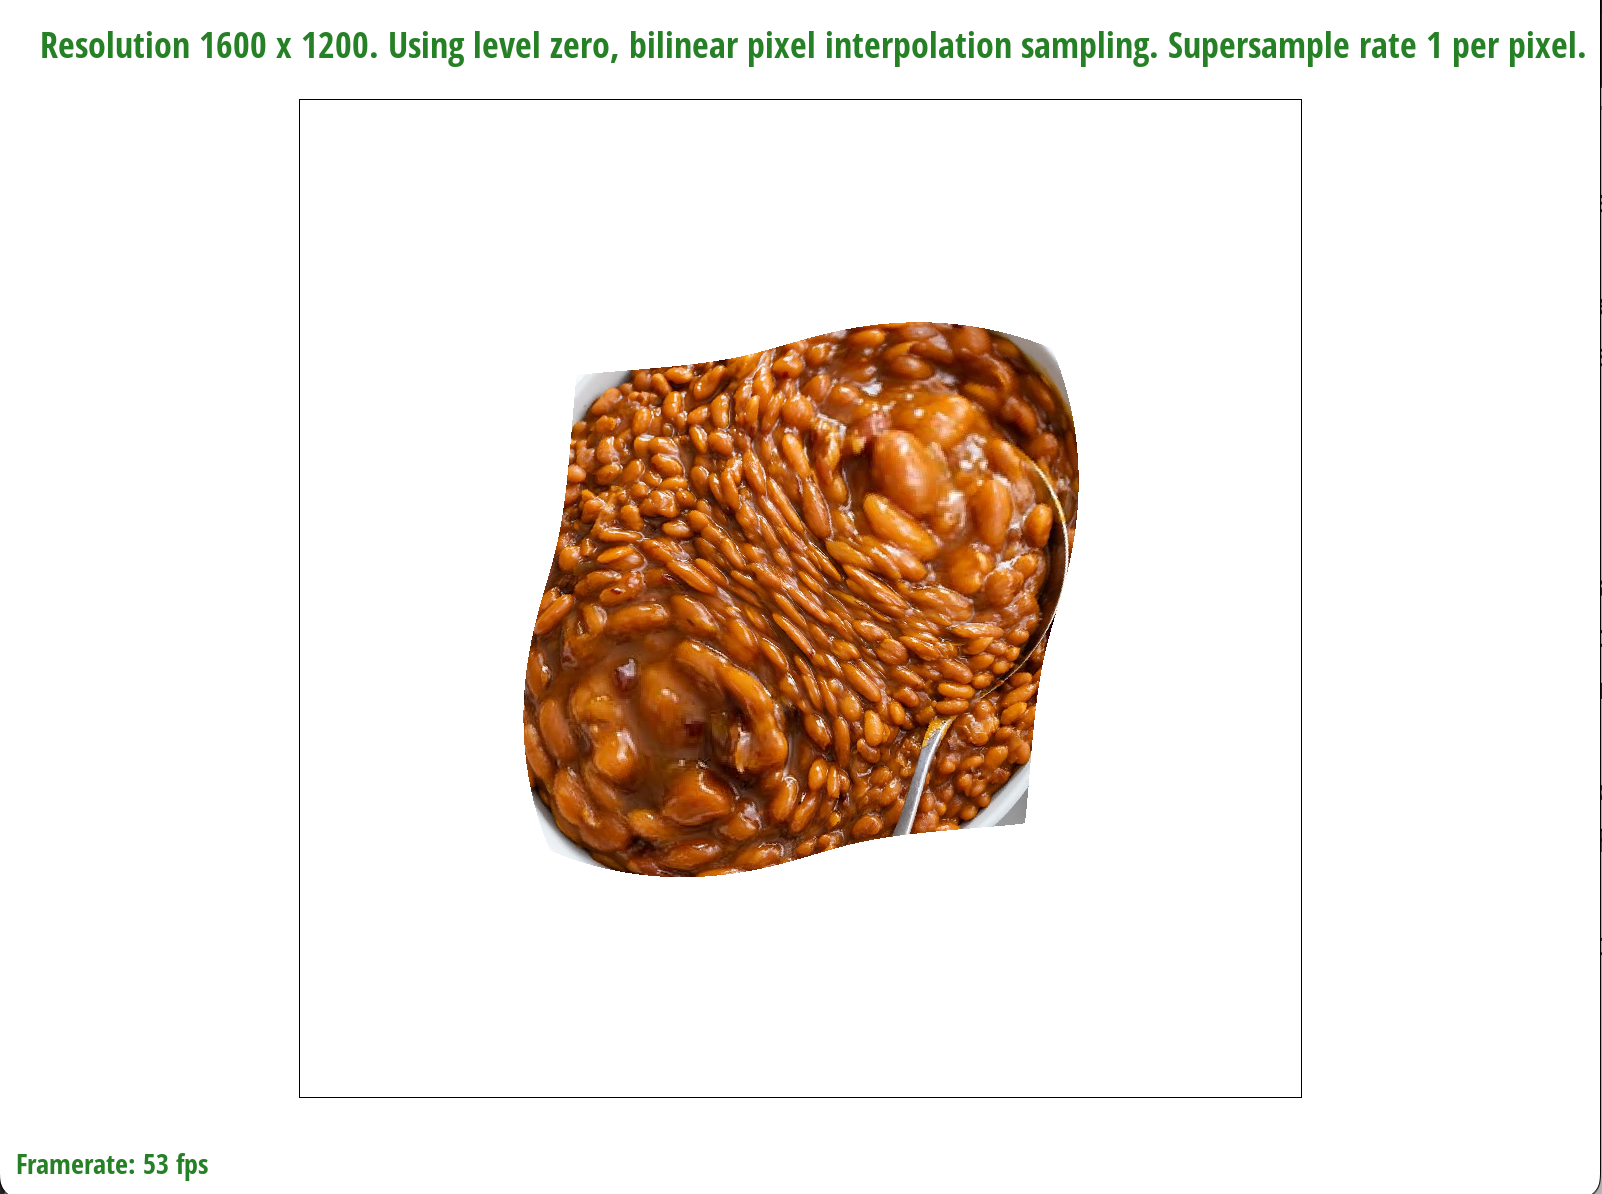 Resolution 1600 x 1200. Using level zero, bilinear pixel interpolation sampling. Supersample rate 1 per pixel.
Framerate: 53 fps